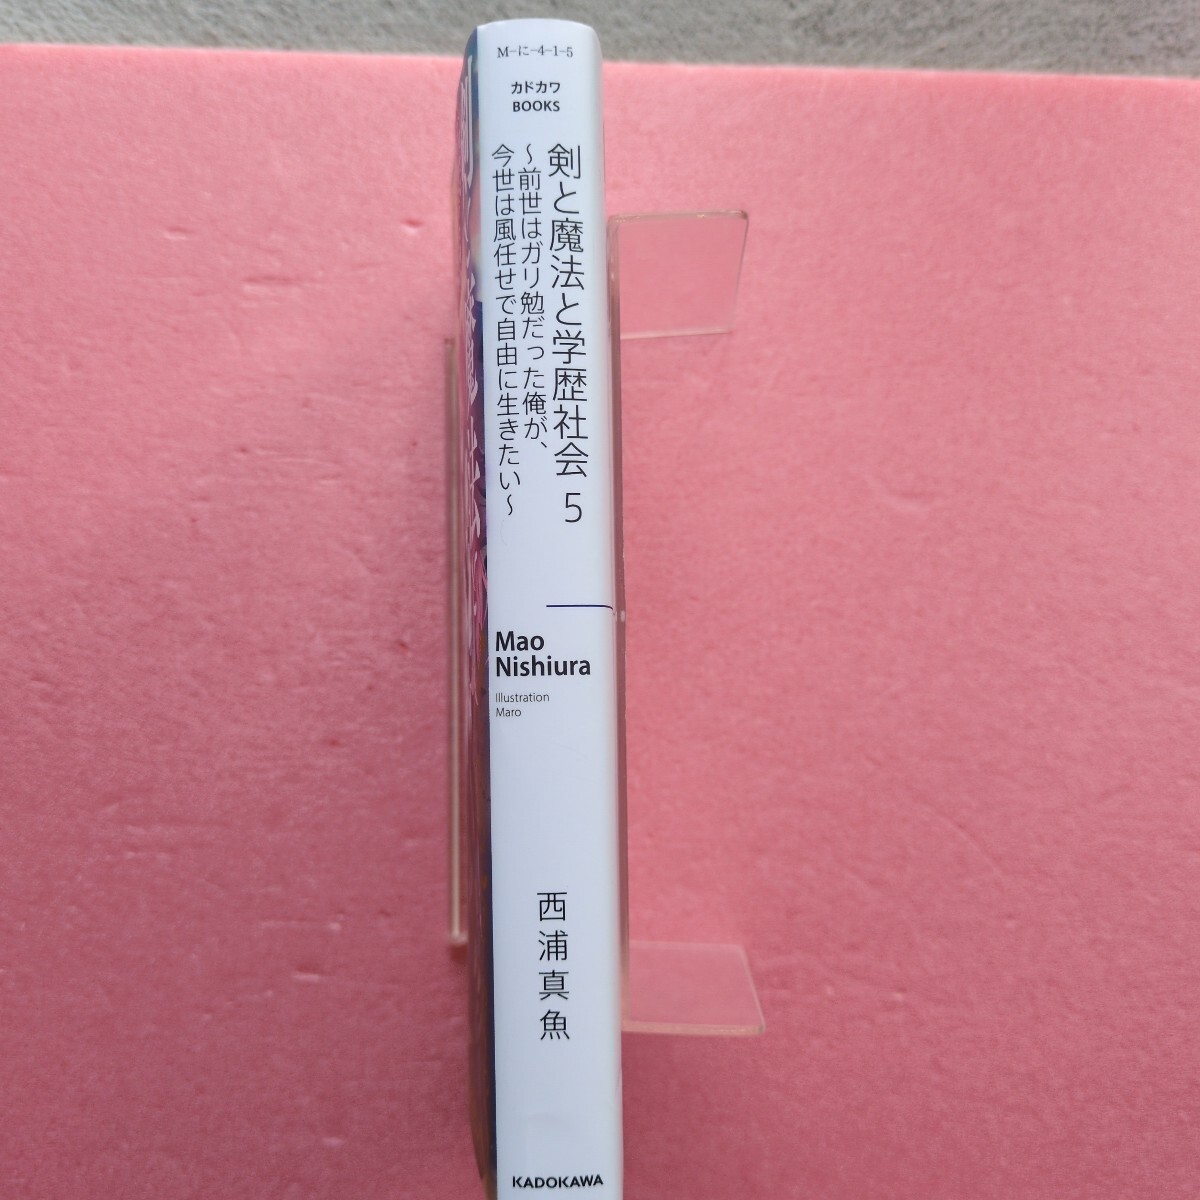 M-に-4-1-5
カドカワ
BOOKS
剣と魔法と学歴社会 5
～前世はガリ勉だった俺が、
今世は風任せで自由に生きたい～
Mao
Nishiura
Illustration
Maro
西浦真魚
KADOKAWA